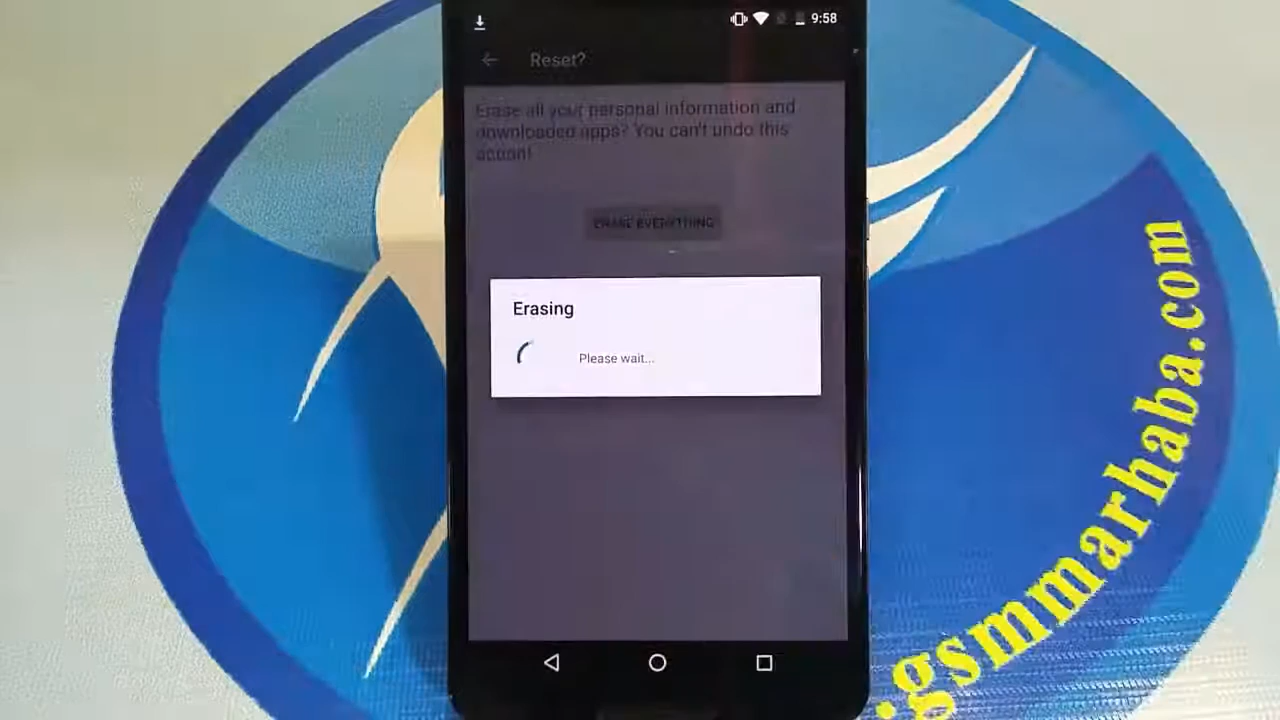 9:58
Reset?
Erase all your personal information and
downloaded apps? You can't undo this
action!
ERASE EVERYTHING
Erasing
Please wait...
igsmmarhaba.com